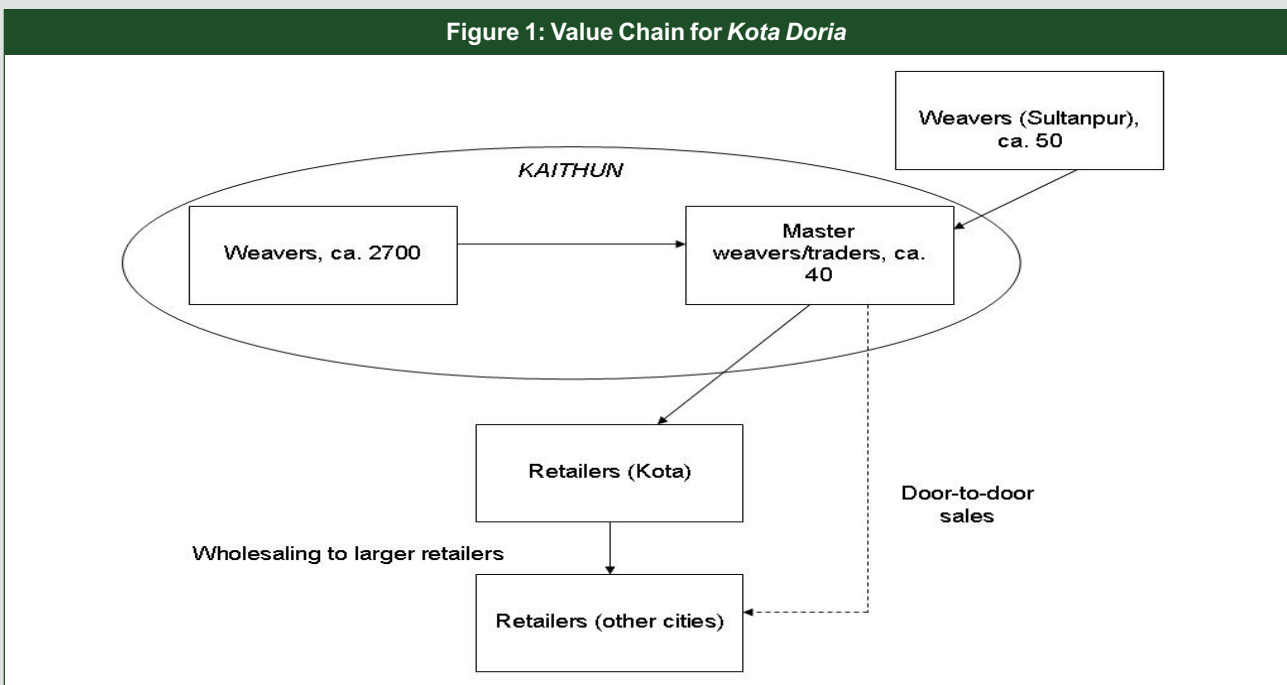 Figure 1: Value Chain for Kota Doria
Weavers (Sultanpur),
ca. 50
KAITHUN
Weavers, ca. 2700
Master
weavers/traders, ca.
40
Retailers (Kota)
Door-to-door
sales
Wholesaling to larger retailers
Retailers (other cities)